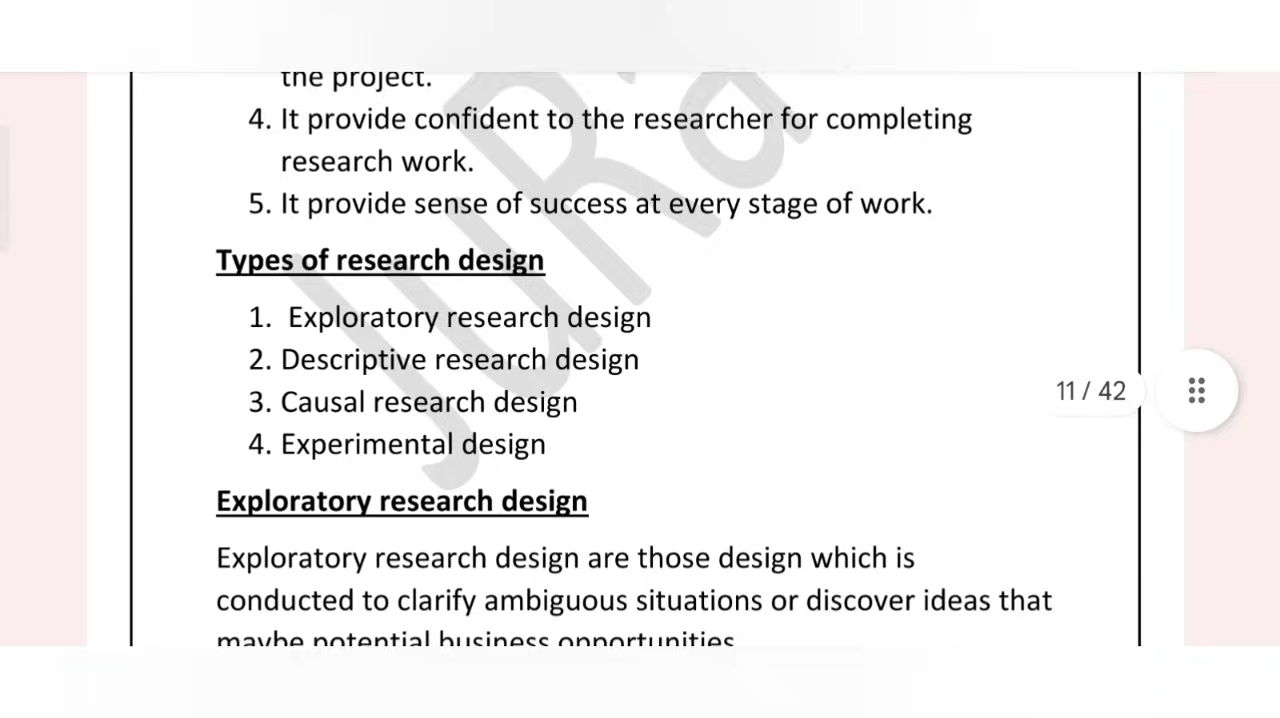 the project.
4. It provide confident to the researcher for completing
research work.
5. It provide sense of success at every stage of work.
Types of research design
1. Exploratory research design
2. Descriptive research design
3. Causal research design
4. Experimental design
11 / 42
Exploratory research design
Exploratory research design are those design which is
conducted to clarify ambiguous situations or discover ideas that
maybe potential business opportunities